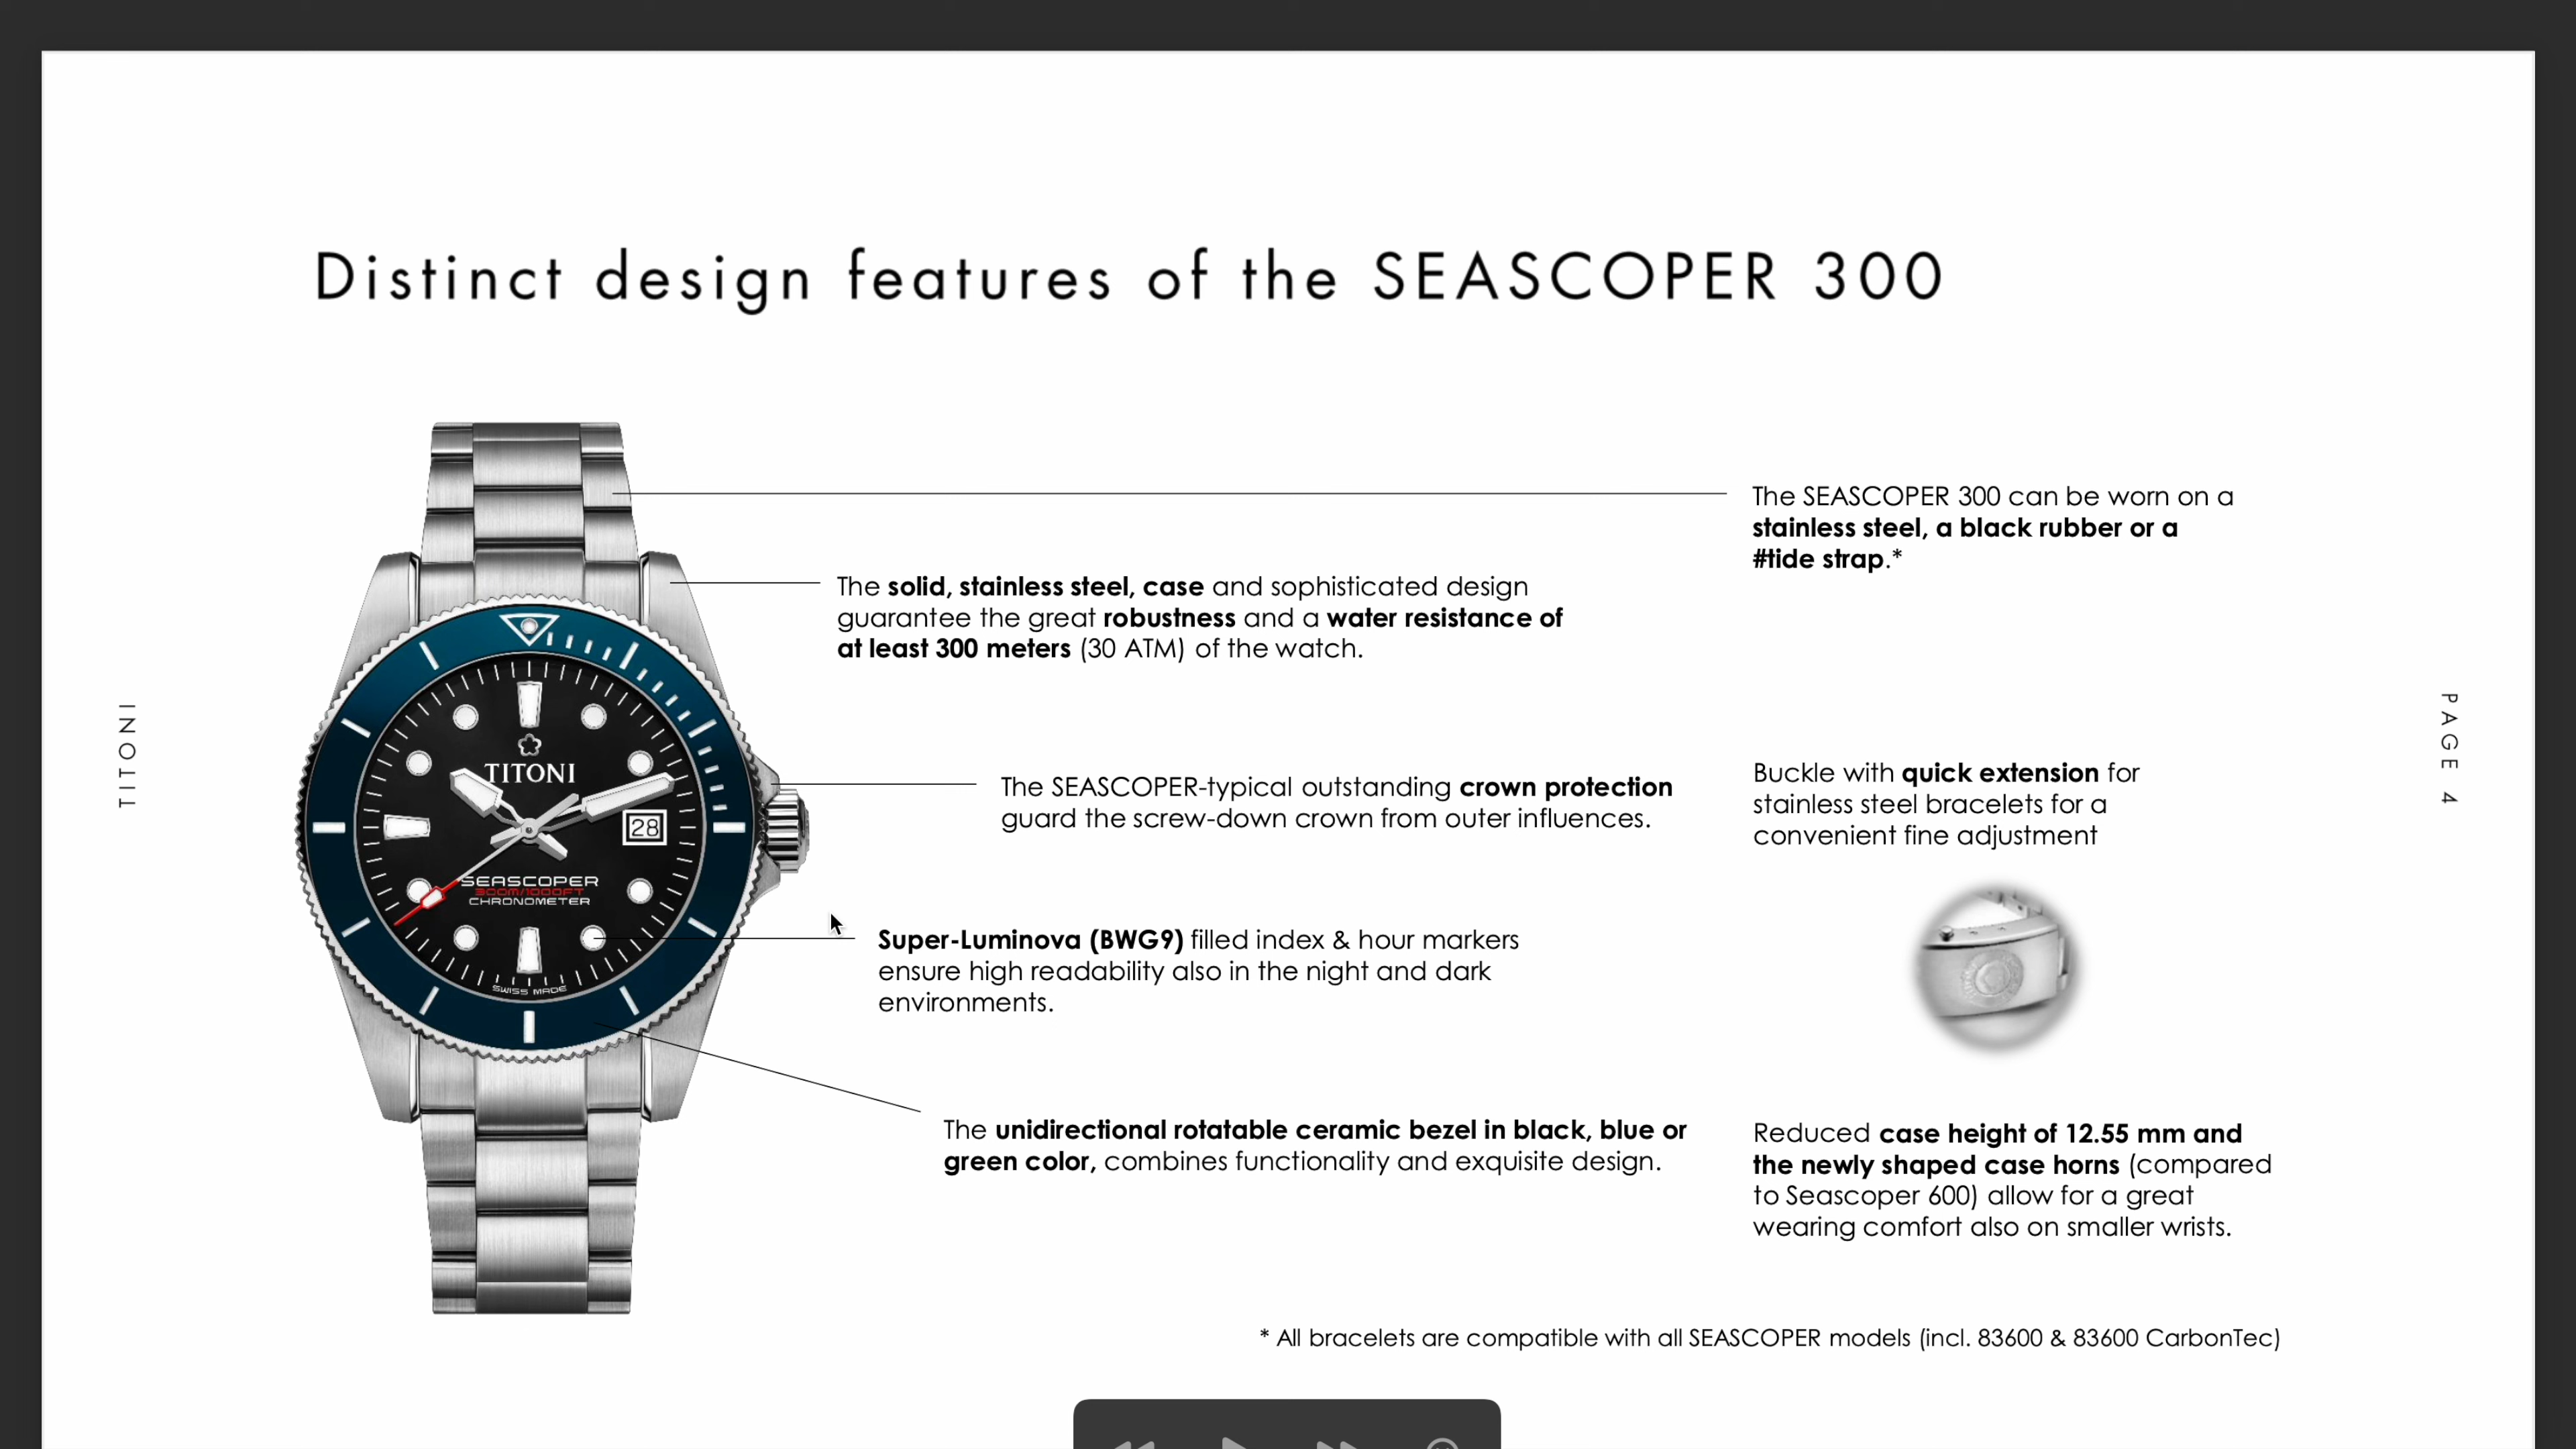 Distinct design features of the SEASCOPER 300
TITONI
28
SEASCOPER
300M/1000FT
CHRONOMETER
SWISS MADE
The SEASCOPER 300 can be worn on a
stainless steel, a black rubber or a
#tide strap.*
The solid, stainless steel, case and sophisticated design
guarantee the great robustness and a water resistance of
at least 300 meters (30 ATM) of the watch.
TITONI
PAGE 4
The SEASCOPER-typical outstanding crown protection
guard the screw-down crown from outer influences.
Buckle with quick extension for
stainless steel bracelets for a
convenient fine adjustment
Super-Luminova (BWG9) filled index & hour markers
ensure high readability also in the night and dark
environments.
The unidirectional rotatable ceramic bezel in black, blue or
green color, combines functionality and exquisite design.
Reduced case height of 12.55 mm and
the newly shaped case horns (compared
to Seascoper 600) allow for a great
wearing comfort also on smaller wrists.
* All bracelets are compatible with all SEASCOPER models (incl. 83600 & 83600 CarbonTec)